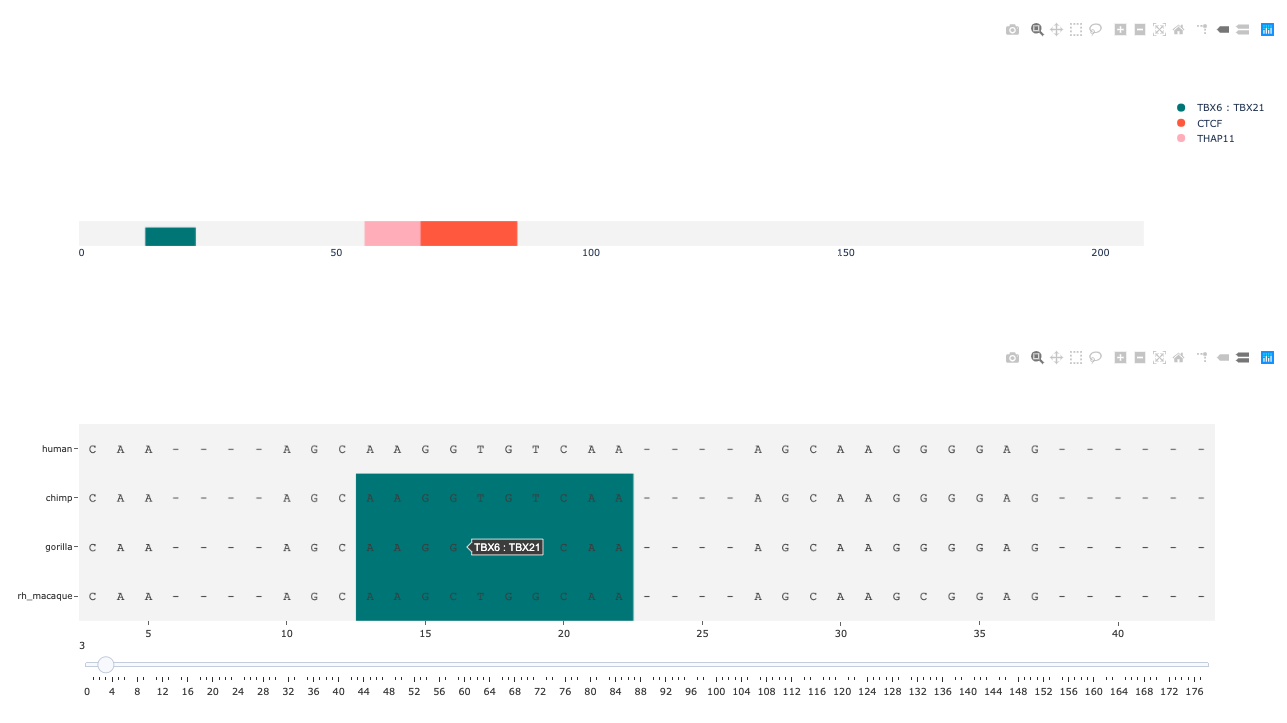 TBX6 : TBX21
CTCF
THAP11
0 50 100 150 200
human C A A - - - - A G C A A G G T G T C A A - - - - A G C A A G G G G A G - - - - - -
chimp C A A - - - - A G C A A G G T G T C A A - - - - A G C A A G G G G A G - - - - - -
gorilla C A A - - - - A G C A A G G TBX6 : TBX21 C A A - - - - A G C A A G G G G A G - - - - - -
rh_macaque C A A - - - - A G C A A G C T G G C A A - - - - A G C A A G C G G A G - - - - - -
5 10 15 20 25 30 35 40
3
0 4 8 12 16 20 24 28 32 36 40 44 48 52 56 60 64 68 72 76 80 84 88 92 96 100 104 108 112 116 120 124 128 132 136 140 144 148 152 156 160 164 168 172 176